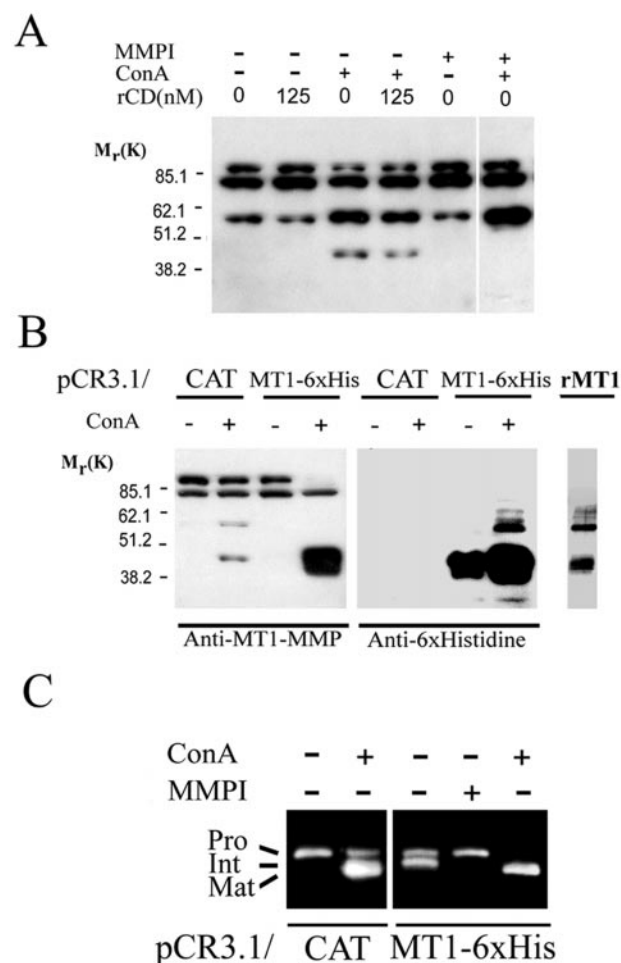 A
MMPI - - - - + +
ConA - - + + - +
rCD(nM) 0 125 0 125 0 0
Mr(K)
85.1 -
62.1 -
51.2 -
38.2 -
B
pCR3.1/ CAT MT1-6xHis CAT MT1-6xHis rMT1
ConA - + - + - + - +
Mr(K)
85.1 -
62.1 -
51.2 -
38.2 -
Anti-MT1-MMP Anti-6xHistidine
C
ConA - + - - +
MMPI - - - + -
Pro
Int
Mat
pCR3.1/ CAT MT1-6xHis